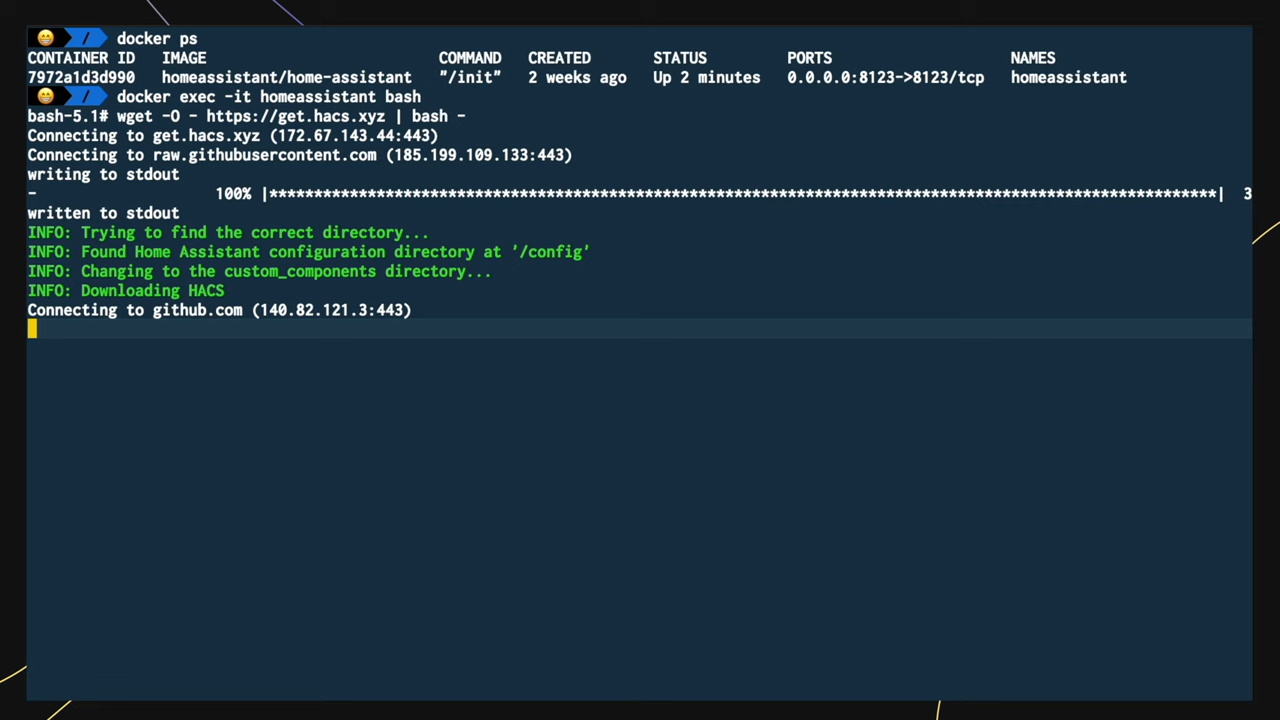 😁 / docker ps
CONTAINER ID IMAGE COMMAND CREATED STATUS PORTS NAMES
7972a1d3d990 homeassistant/home-assistant "/init" 2 weeks ago Up 2 minutes 0.0.0.0:8123->8123/tcp homeassistant
😁 / docker exec -it homeassistant bash
bash-5.1# wget -O - https://get.hacs.xyz | bash -
Connecting to get.hacs.xyz (172.67.143.44:443)
Connecting to raw.githubusercontent.com (185.199.109.133:443)
writing to stdout
- 100% |***********************************************************************************************************| 3
written to stdout
INFO: Trying to find the correct directory...
INFO: Found Home Assistant configuration directory at '/config'
INFO: Changing to the custom_components directory...
INFO: Downloading HACS
Connecting to github.com (140.82.121.3:443)